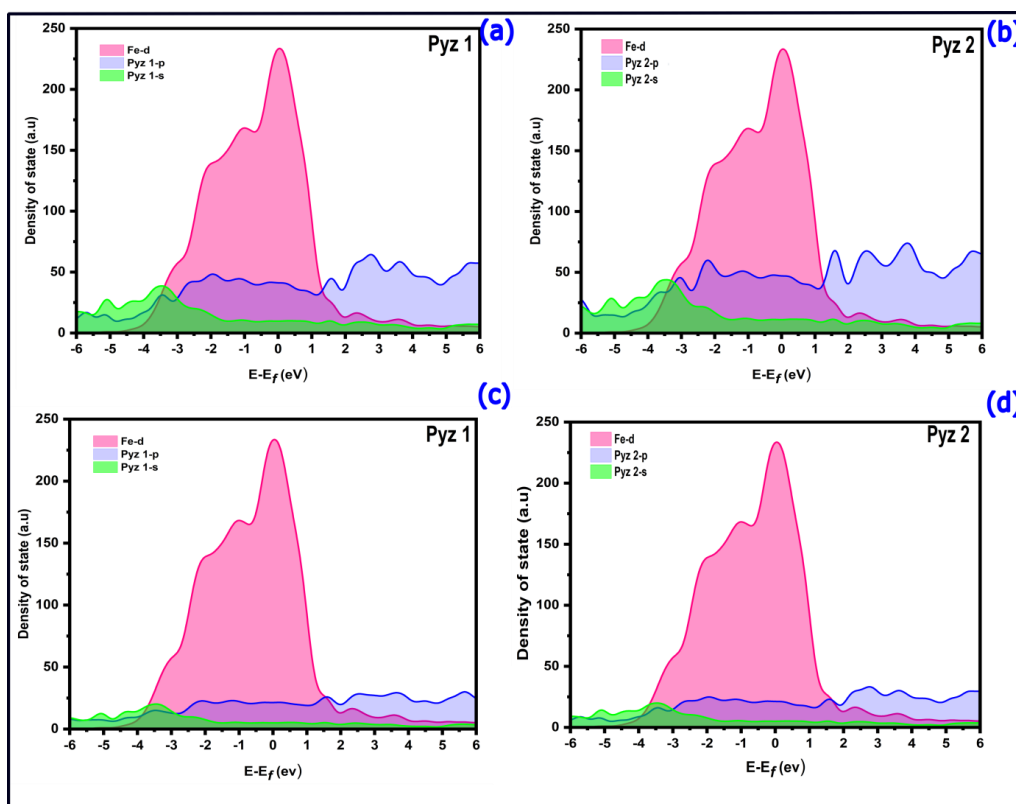 (a)
Pyz 1
Fe-d
Pyz 1-p
Pyz 1-s
Density of state (a.u)
250
200
150
100
50
0
-6 -5 -4 -3 -2 -1 0 1 2 3 4 5 6
E-Ef (eV)
(b)
Pyz 2
Fe-d
Pyz 2-p
Pyz 2-s
Density of state (a.u)
250
200
150
100
50
0
-6 -5 -4 -3 -2 -1 0 1 2 3 4 5 6
E-Ef (eV)
(c)
Pyz 1
Fe-d
Pyz 1-p
Pyz 1-s
Density of state (a.u)
250
200
150
100
50
0
-6 -5 -4 -3 -2 -1 0 1 2 3 4 5 6
E-Ef (ev)
(d)
Pyz 2
Fe-d
Pyz 2-p
Pyz 2-s
Density of state (a.u)
250
200
150
100
50
0
-6 -5 -4 -3 -2 -1 0 1 2 3 4 5 6
E-Ef (eV)